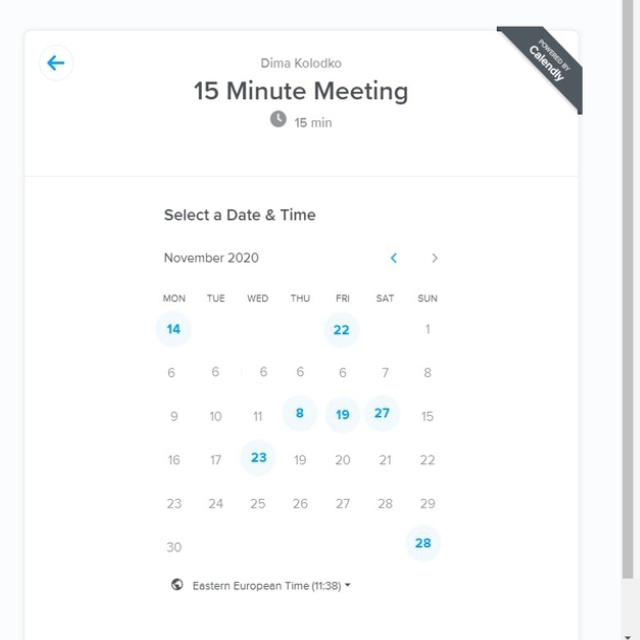 POWERED BY
Calendly
Dima Kolodko
15 Minute Meeting
15 min
Select a Date & Time
November 2020
MON TUE WED THU FRI SAT SUN
14 22 1
6 6 6 6 6 7 8
9 10 11 8 19 27 15
16 17 23 19 20 21 22
23 24 25 26 27 28 29
30 28
Eastern European Time (11:38)